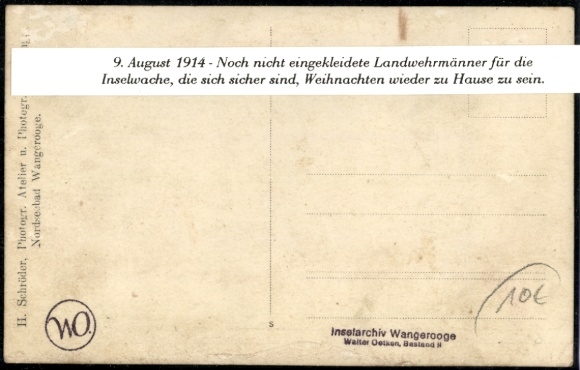 9. August 1914 - Noch nicht eingekleidete Landwehrmänner für die
Inselwache, die sich sicher sind, Weihnachten wieder zu Hause zu sein.
H. Schröder, Photogr. Atelier u. Photogr.
Nordseebad Wangerooge.
WO.
S
10€
Inselarchiv Wangerooge
Walter Oetken, Bestand II